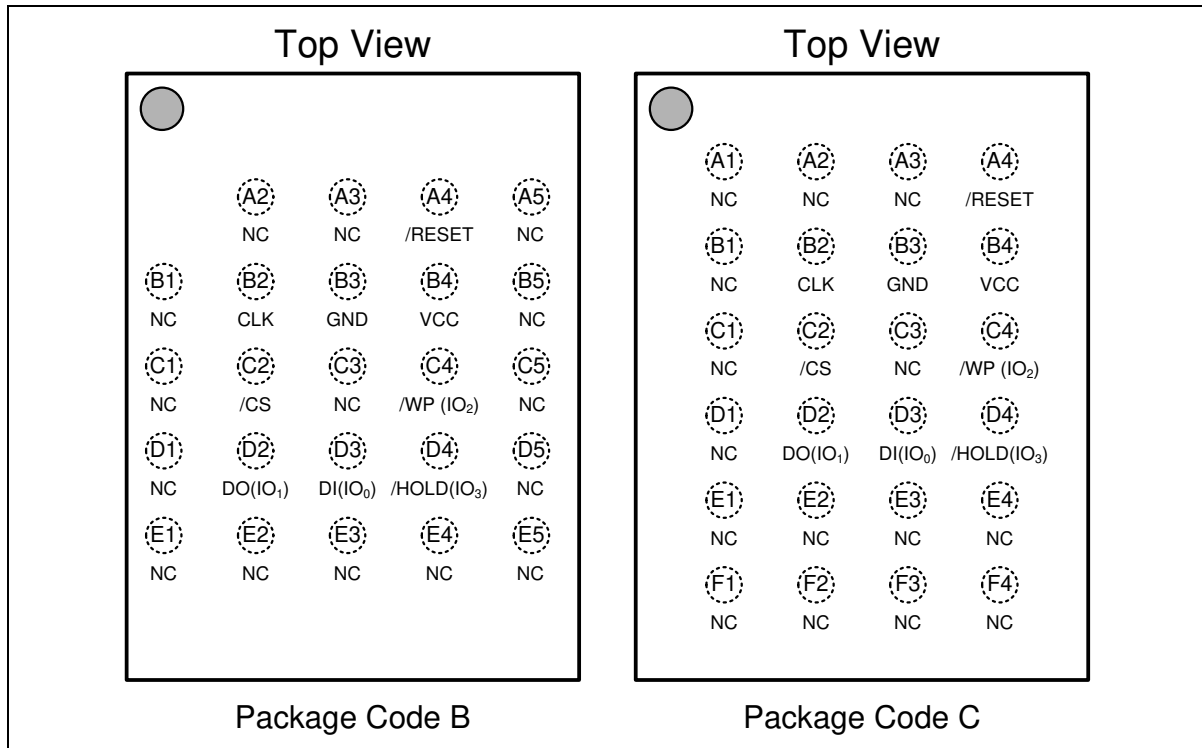 Top View
A2 A3 A4 A5
NC NC /RESET NC
B1 B2 B3 B4 B5
NC CLK GND VCC NC
C1 C2 C3 C4 C5
NC /CS NC /WP (IO₂) NC
D1 D2 D3 D4 D5
NC DO(IO₁) DI(IO₀) /HOLD(IO₃) NC
E1 E2 E3 E4 E5
NC NC NC NC NC
Package Code B
Top View
A1 A2 A3 A4
NC NC NC /RESET
B1 B2 B3 B4
NC CLK GND VCC
C1 C2 C3 C4
NC /CS NC /WP (IO₂)
D1 D2 D3 D4
NC DO(IO₁) DI(IO₀) /HOLD(IO₃)
E1 E2 E3 E4
NC NC NC NC
F1 F2 F3 F4
NC NC NC NC
Package Code C